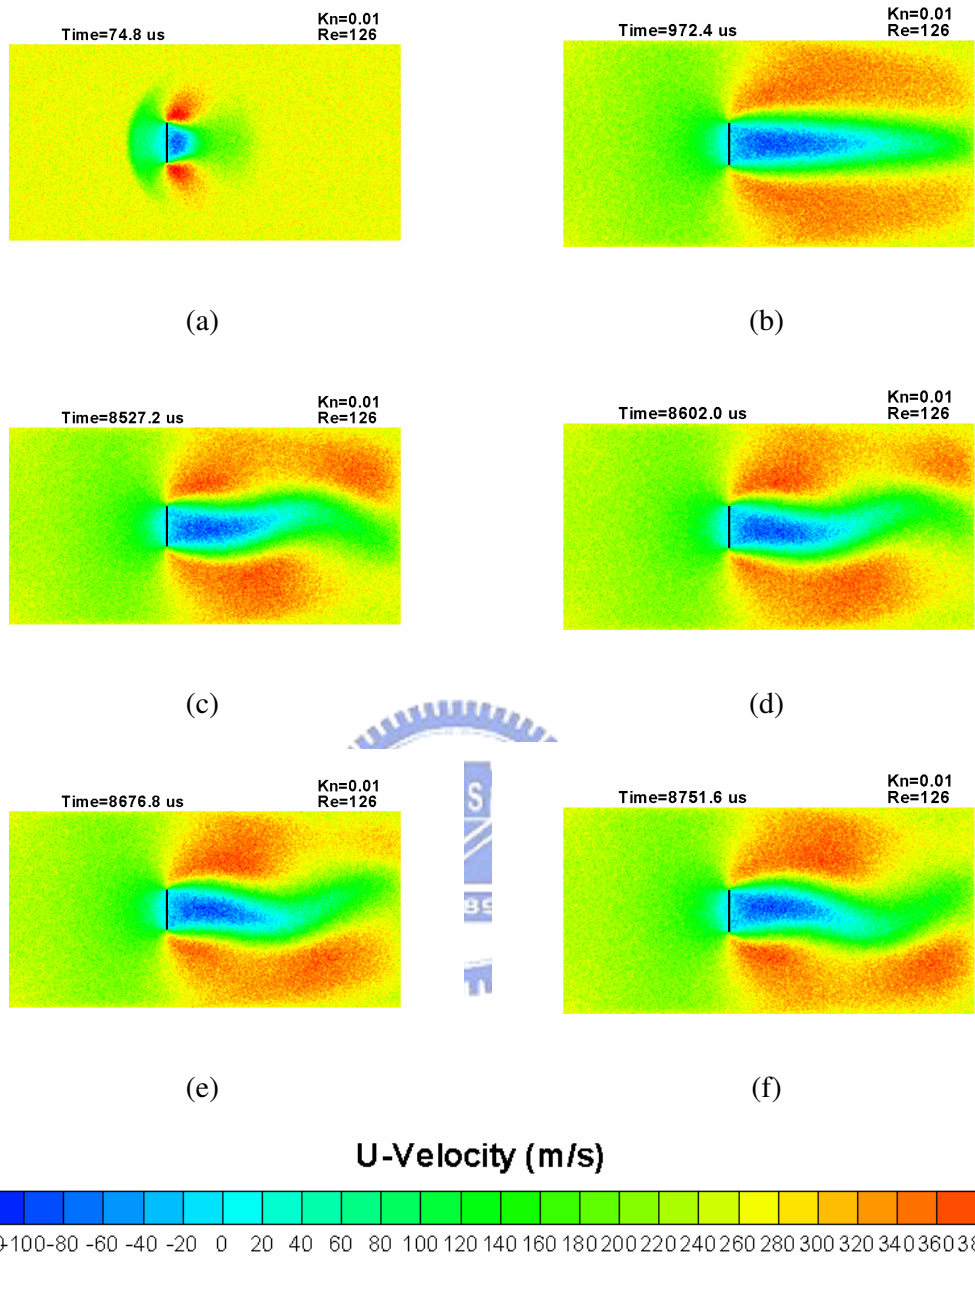 Time=74.8 us
Kn=0.01
Re=126
Time=972.4 us
Kn=0.01
Re=126
(a)
(b)
Time=8527.2 us
Kn=0.01
Re=126
Time=8602.0 us
Kn=0.01
Re=126
(c)
(d)
S
Time=8676.8 us
Kn=0.01
Re=126
Time=8751.6 us
Kn=0.01
Re=126
89
(e)
(f)
U-Velocity (m/s)
-100 -80 -60 -40 -20 0 20 40 60 80 100 120 140 160 180 200 220 240 260 280 300 320 340 360